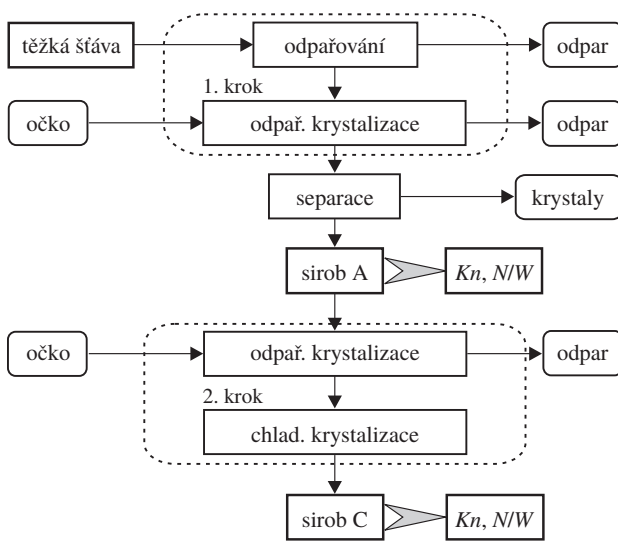 těžká šťáva
odpařování
odpar
1. krok
očko
odpař. krystalizace
odpar
separace
krystaly
sirob A
Kn, N/W
očko
odpař. krystalizace
odpar
2. krok
chlad. krystalizace
sirob C
Kn, N/W